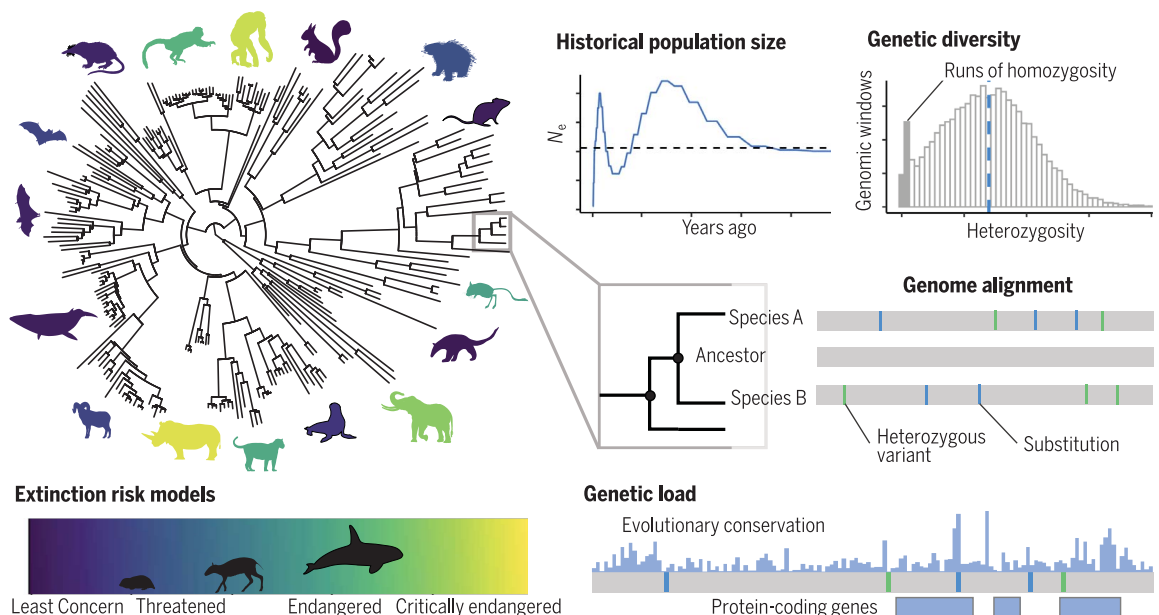 Historical population size
Genetic diversity
Runs of homozygosity
Nₑ
Genomic windows
Years ago
Heterozygosity
Genome alignment
Species A
Ancestor
Species B
Heterozygous
variant
Substitution
Extinction risk models
Least Concern Threatened Endangered Critically endangered
Genetic load
Evolutionary conservation
Protein-coding genes